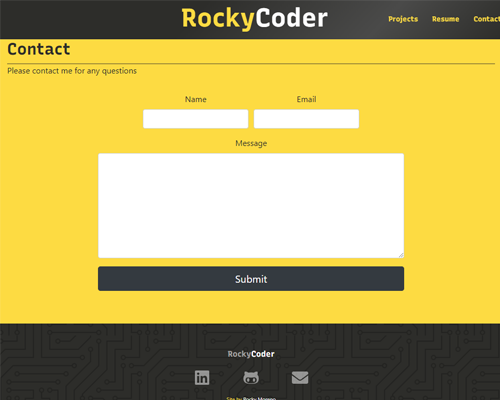 RockyCoder
Projects Resume Contact
Contact
Please contact me for any questions
Name Email
Message
Submit
RockyCoder
Site by Rocky Moreno